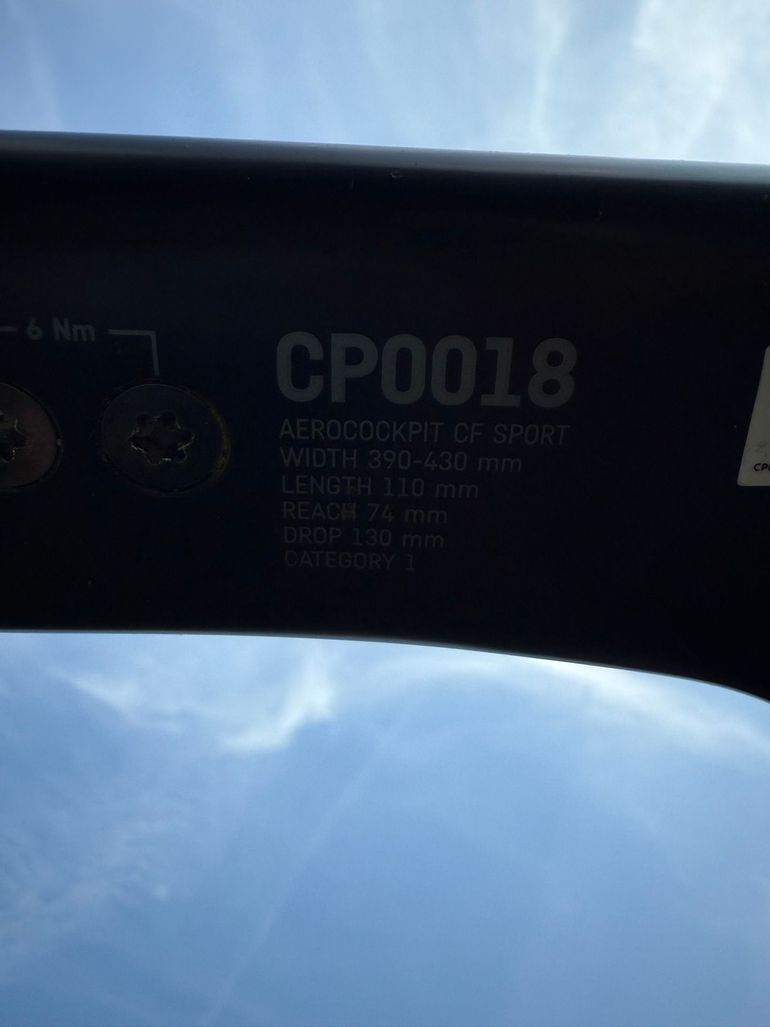 6 Nm
CP0018
AEROCOCKPIT CF SPORT
WIDTH 390-430 mm
LENGTH 110 mm
REACH 74 mm
DROP 130 mm
CATEGORY 1